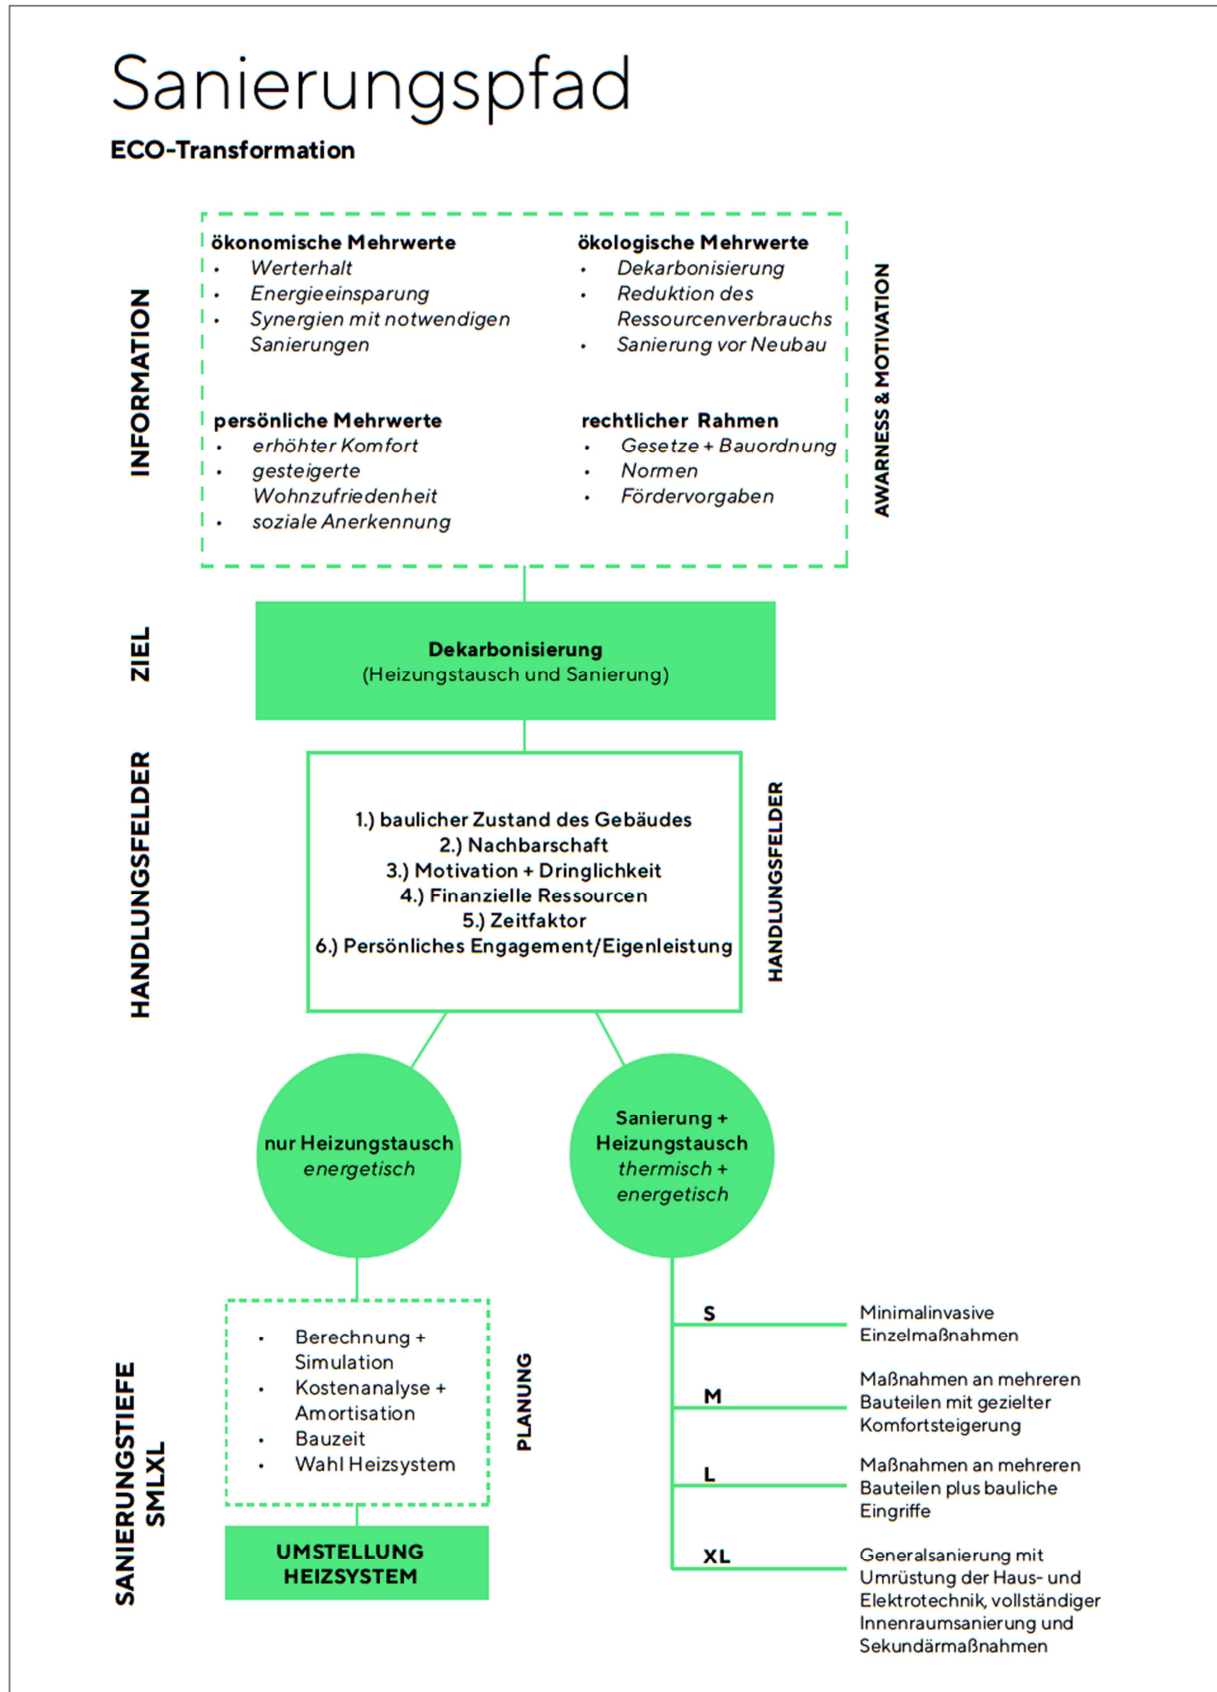 Sanierungspfad
ECO-Transformation
INFORMATION
ökonomische Mehrwerte
• Werterhalt
• Energieeinsparung
• Synergien mit notwendigen
Sanierungen
ökologische Mehrwerte
• Dekarbonisierung
• Reduktion des
Ressourcenverbrauchs
• Sanierung vor Neubau
persönliche Mehrwerte
• erhöhter Komfort
• gesteigerte
Wohnzufriedenheit
• soziale Anerkennung
rechtlicher Rahmen
• Gesetze + Bauordnung
• Normen
• Fördervorgaben
AWARNESS & MOTIVATION
ZIEL
Dekarbonisierung
(Heizungstausch und Sanierung)
HANDLUNGSFELDER
1.) baulicher Zustand des Gebäudes
2.) Nachbarschaft
3.) Motivation + Dringlichkeit
4.) Finanzielle Ressourcen
5.) Zeitfaktor
6.) Persönliches Engagement/Eigenleistung
HANDLUNGSFELDER
nur Heizungstausch
energetisch
Sanierung +
Heizungstausch
thermisch +
energetisch
SANIERUNGSTIEFE
SMLXL
• Berechnung +
Simulation
• Kostenanalyse +
Amortisation
• Bauzeit
• Wahl Heizsystem
PLANUNG
UMSTELLUNG
HEIZSYSTEM
S
Minimalinvasive
Einzelmaßnahmen
M
Maßnahmen an mehreren
Bauteilen mit gezielter
Komfortsteigerung
L
Maßnahmen an mehreren
Bauteilen plus bauliche
Eingriffe
XL
Generalsanierung mit
Umrüstung der Haus- und
Elektrotechnik, vollständiger
Innenraumsanierung und
Sekundärmaßnahmen